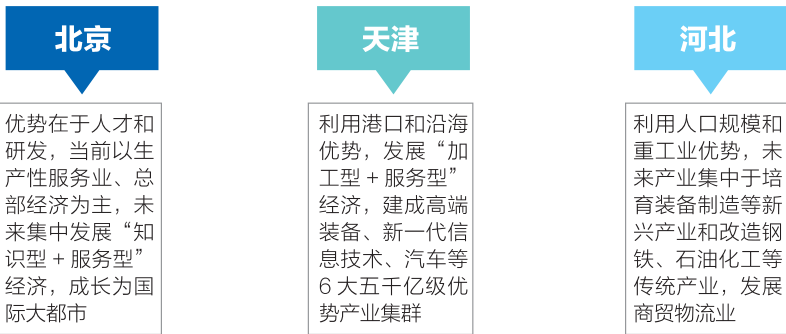 北京
优势在于人才和
研发，当前以生
产性服务业、总
部经济为主，未
来集中发展“知
识型+服务型”
经济，成长为国
际大都市
天津
利用港口和沿海
优势，发展“加
工型+服务型”
经济，建成高端
装备、新一代信
息技术、汽车等
6大五千亿级优
势产业集群
河北
利用人口规模和
重工业优势，未
来产业集中于培
育装备制造等新
兴产业和改造钢
铁、石油化工等
传统产业，发展
商贸物流业